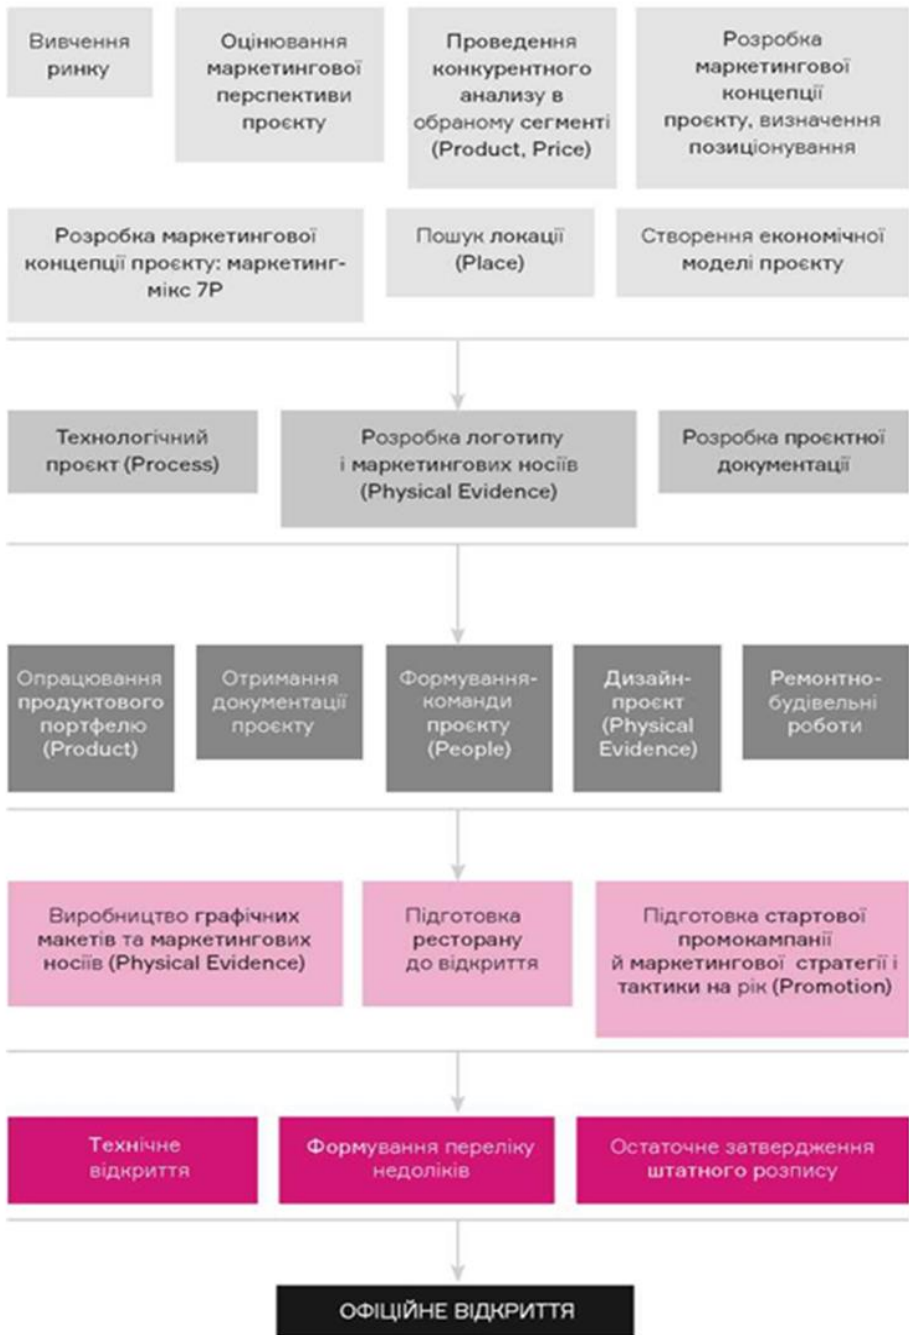 Вивчення
ринку
Оцінювання
маркетингової
перспективи
проєкту
Проведення
конкурентного
анализу в
обраному сегменті
(Product, Price)
Розробка
маркетингової
концепції
проєкту, визначення
позиціонування
Розробка маркетингової
концепції проєкту: маркетинг-
мікс 7P
Пошук локації
(Place)
Створення економічної
моделі проєкту
Технологічний
проєкт (Process)
Розробка логотипу
і маркетингових носіїв
(Physical Evidence)
Розробка проєктної
документації
Опрацювання
продуктового
портфелю
(Product)
Отримання
документації
проєкту
Формування-
команди
проєкту
(People)
Дизайн-
проєкт
(Physical
Evidence)
Ремонтно-
будівельні
роботи
Виробництво графічних
макетів та маркетингових
носіїв (Physical Evidence)
Підготовка
ресторану
до відкриття
Підготовка стартової
промокампанії
й маркетингової стратегії і
тактики на рік (Promotion)
Технічне
відкриття
Формування переліку
недоліків
Остаточне затвердження
штатного розпису
ОФІЦІЙНЕ ВІДКРИТТЯ